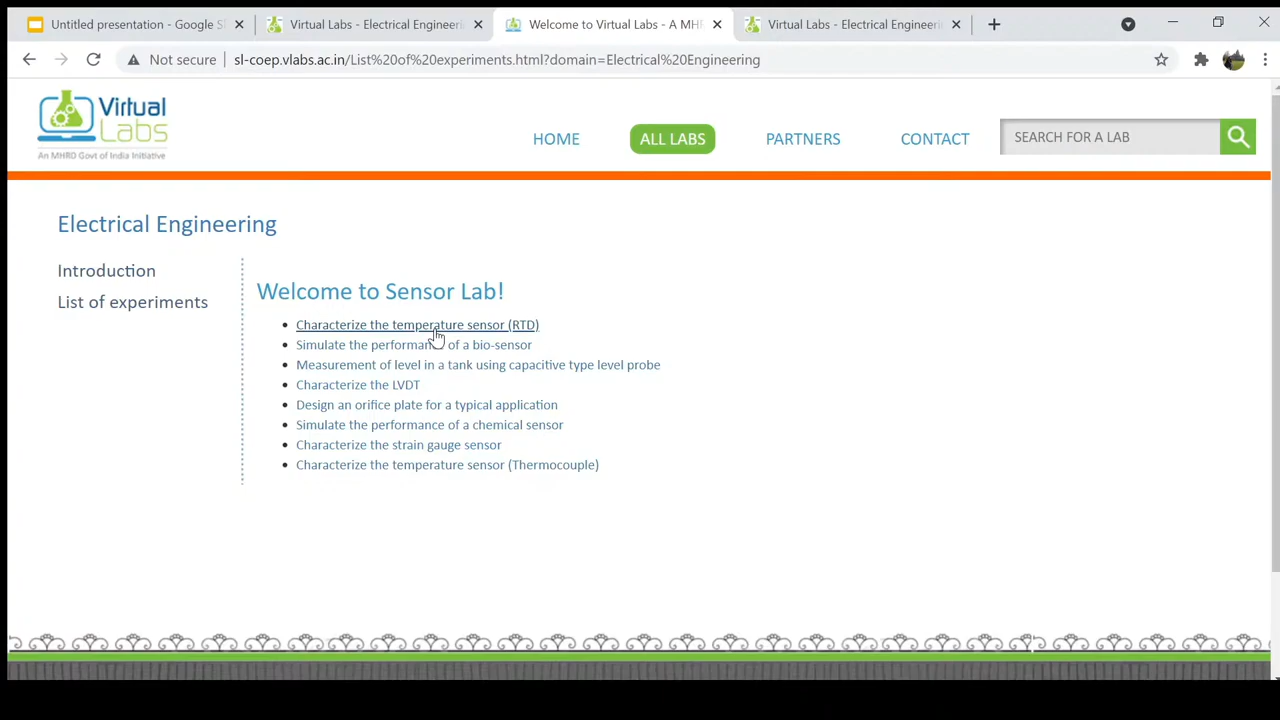 Untitled presentation - Google Sl
Virtual Labs - Electrical Engineeri
Welcome to Virtual Labs - A MHR
Virtual Labs - Electrical Engineeri
Not secure
sl-coep.vlabs.ac.in/List%20of%20experiments.html?domain=Electrical%20Engineering
Virtual
Labs
An MHRD Govt of India Initiative
HOME
ALL LABS
PARTNERS
CONTACT
SEARCH FOR A LAB
Electrical Engineering
Introduction
List of experiments
Welcome to Sensor Lab!
Characterize the temperature sensor (RTD)
Simulate the performance of a bio-sensor
Measurement of level in a tank using capacitive type level probe
Characterize the LVDT
Design an orifice plate for a typical application
Simulate the performance of a chemical sensor
Characterize the strain gauge sensor
Characterize the temperature sensor (Thermocouple)